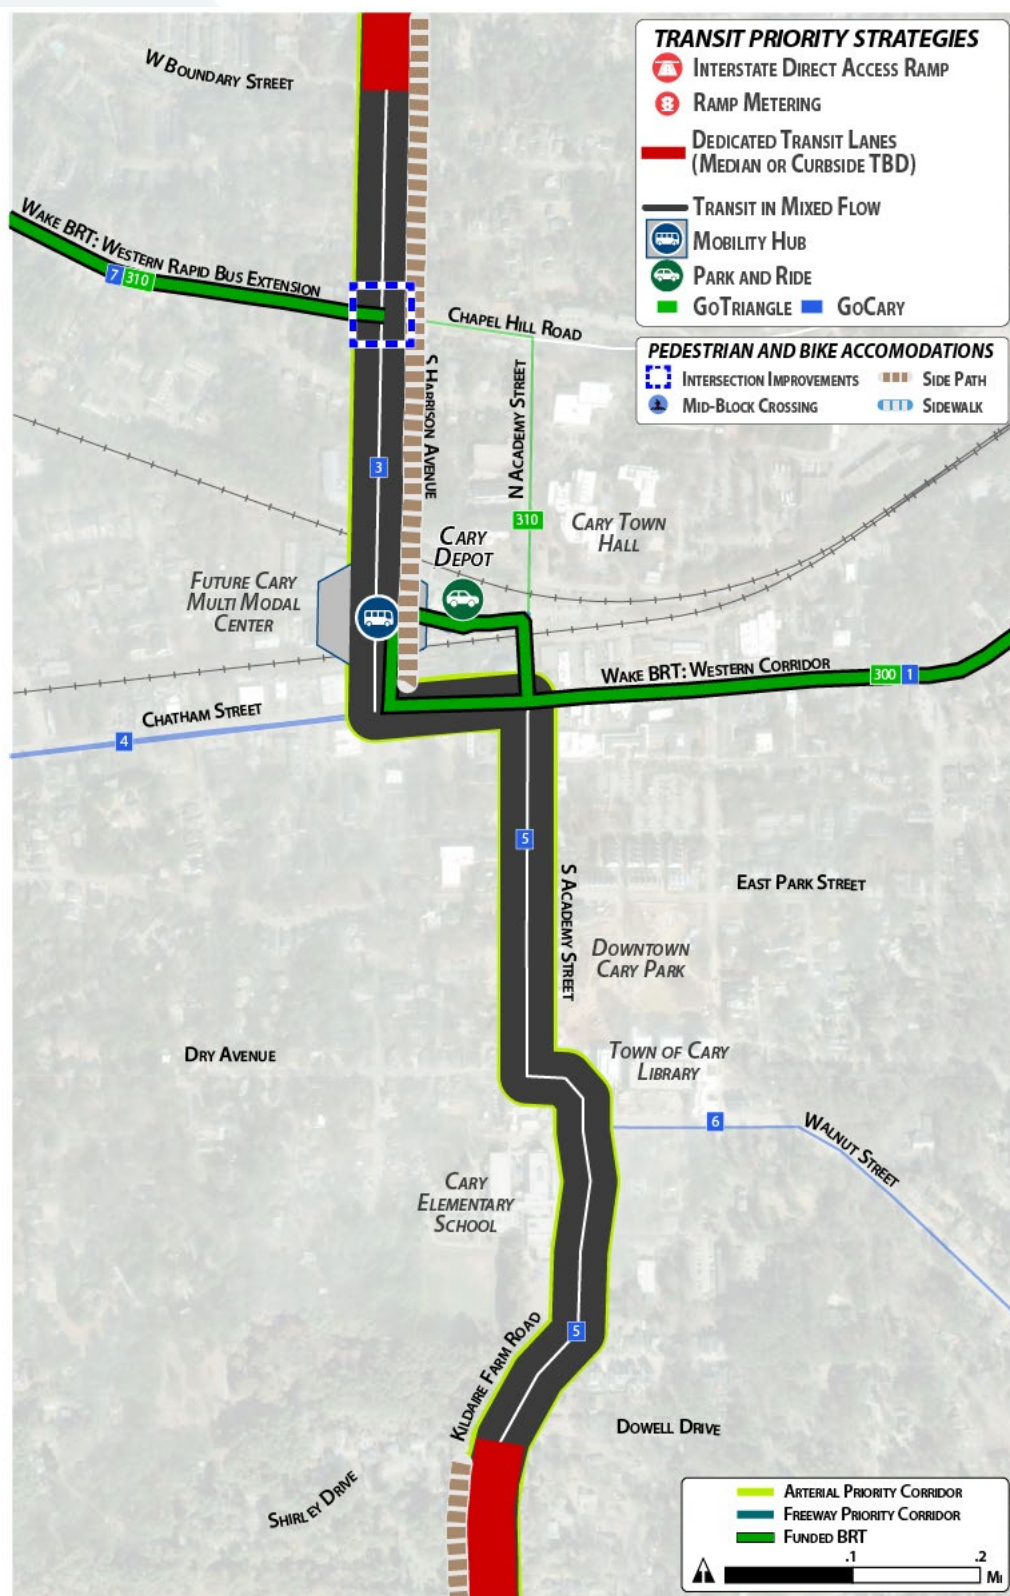 TRANSIT PRIORITY STRATEGIES
INTERSTATE DIRECT ACCESS RAMP
RAMP METERING
DEDICATED TRANSIT LANES
(MEDIAN OR CURBSIDE TBD)
TRANSIT IN MIXED FLOW
MOBILITY HUB
PARK AND RIDE
GOTRIANGLE
GOCARY
PEDESTRIAN AND BIKE ACCOMODATIONS
INTERSECTION IMPROVEMENTS
SIDE PATH
MID-BLOCK CROSSING
SIDEWALK
W BOUNDARY STREET
WAKE BRT: WESTERN RAPID BUS EXTENSION
7
310
CHAPEL HILL ROAD
S HARRISON AVENUE
N ACADEMY STREET
3
310
CARY TOWN
HALL
CARY
DEPOT
FUTURE CARY
MULTI MODAL
CENTER
WAKE BRT: WESTERN CORRIDOR
300
1
CHATHAM STREET
4
5
S ACADEMY STREET
EAST PARK STREET
DOWNTOWN
CARY PARK
DRY AVENUE
TOWN OF CARY
LIBRARY
6
WALNUT STREET
CARY
ELEMENTARY
SCHOOL
5
KILDAIRE FARM ROAD
DOWELL DRIVE
SHIRLEY DRIVE
ARTERIAL PRIORITY CORRIDOR
FREEWAY PRIORITY CORRIDOR
FUNDED BRT
.1
.2
MI